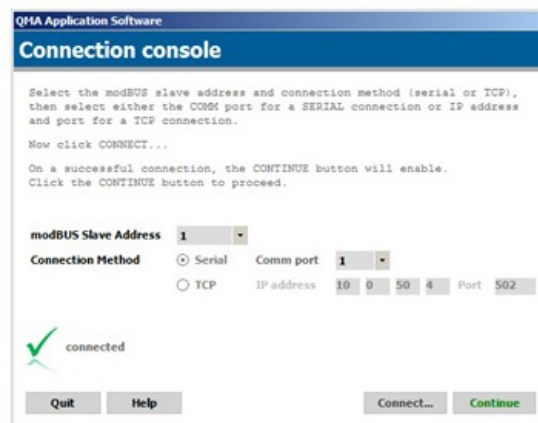 QMA Application Software
Connection console
Select the modBUS slave address and connection method (serial or TCP),
then select either the COMM port for a SERIAL connection or IP address
and port for a TCP connection.
Now click CONNECT...
On a successful connection, the CONTINUE button will enable.
Click the CONTINUE button to proceed.
modBUS Slave Address 1
Connection Method Serial Comm port 1
TCP IP address 10 0 50 4 Port 502
connected
Quit Help Connect... Continue